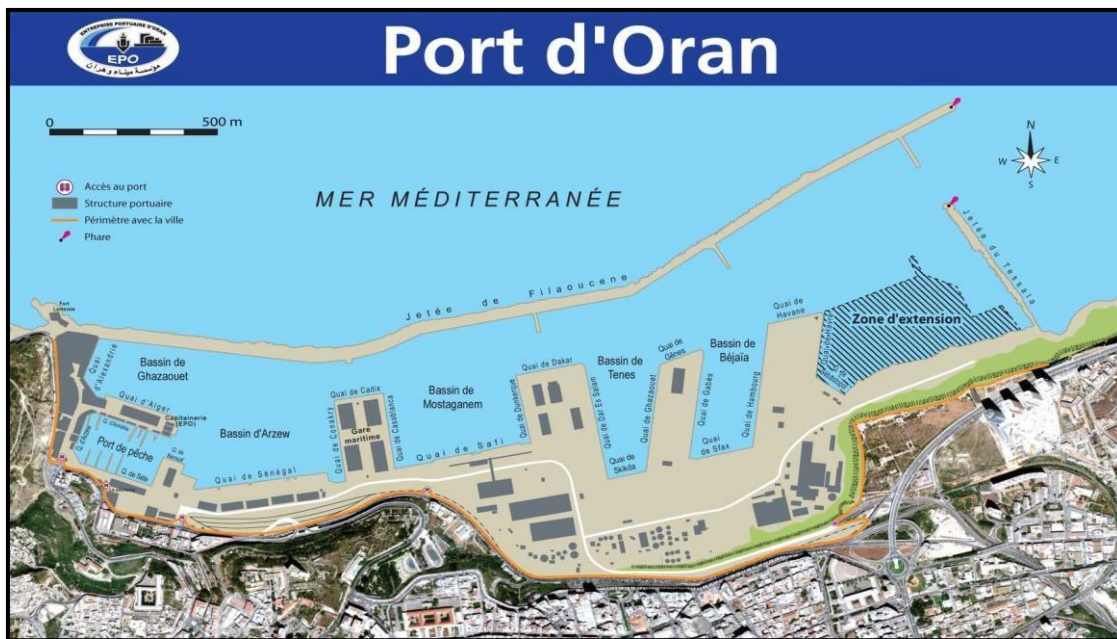 ENTREPRISE PORTUAIRE D'ORAN
EPO
مؤسسة ميناء وهران
Port d'Oran
0 500 m
N
W E
S
Accès au port
Structure portuaire
Périmètre avec la ville
Phare
MER MÉDITERRANÉE
Jetée du Tessala
Jetée de Filaoucene
Fort Lamoune
Quai d'Alexandrie
Bassin de
Ghazaouet
Quai d'Alger
Capitainerie
(EPO)
Port de pêche
Bassin d'Arzew
Quai de Sénégal
Quai de Conakry
Quai de Cadix
Gare
maritime
Quai de Casablanca
Bassin de
Mostaganem
Quai de Safi
Quai de Dunkerque
Quai de Dakar
Quai de Dar Es Salam
Bassin de
Tenes
Quai de
Skikda
Quai de Ghazaouet
Quai de
Gênes
Quai de Gabès
Bassin de
Béjaïa
Quai
de Sfax
Quai de Hambourg
Quai de
Havane
Zone d'extension